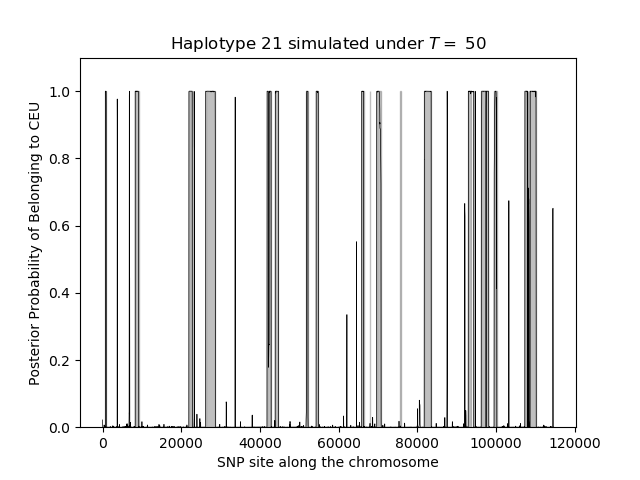 Haplotype 21 simulated under T = 50
Posterior Probability of Belonging to CEU
1.0
0.8
0.6
0.4
0.2
0.0
0 20000 40000 60000 80000 100000 120000
SNP site along the chromosome